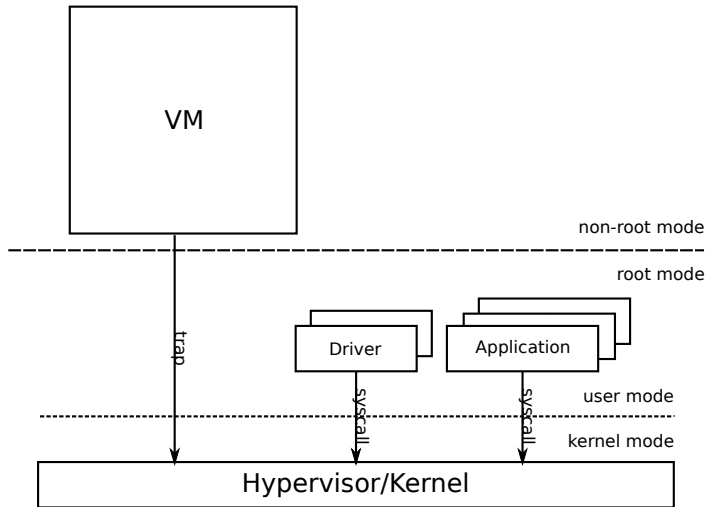 VM
non-root mode
root mode
trap
Driver
Application
syscall
syscall
user mode
kernel mode
Hypervisor/Kernel